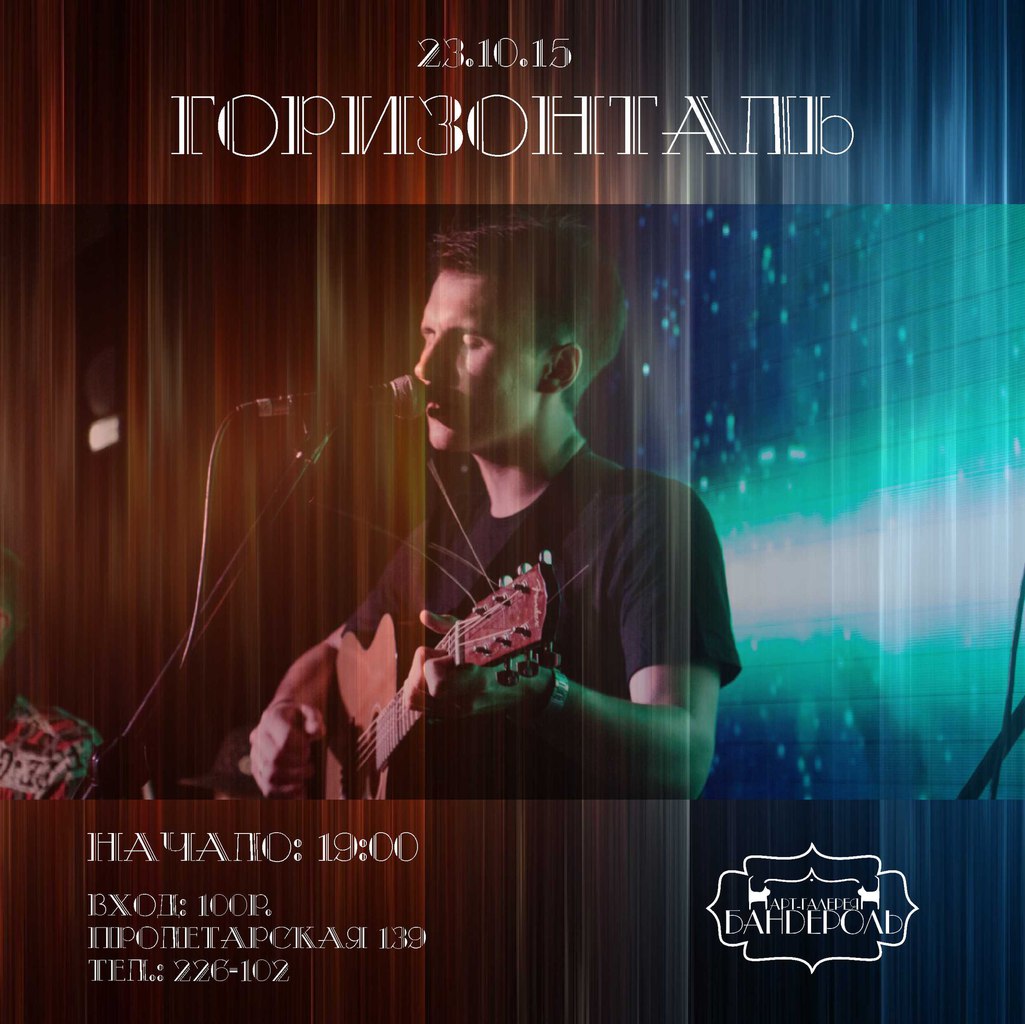 23.10.15
ГОРИЗОНТАЛЬ
НАЧАЛО: 19:00
ВХОД: 100Р.
ПРОЛЕТАРСКАЯ 139
ТЕЛ.: 226-102
АРТ-ГАЛЕРЕЯ
БАНДЕРОЛЬ